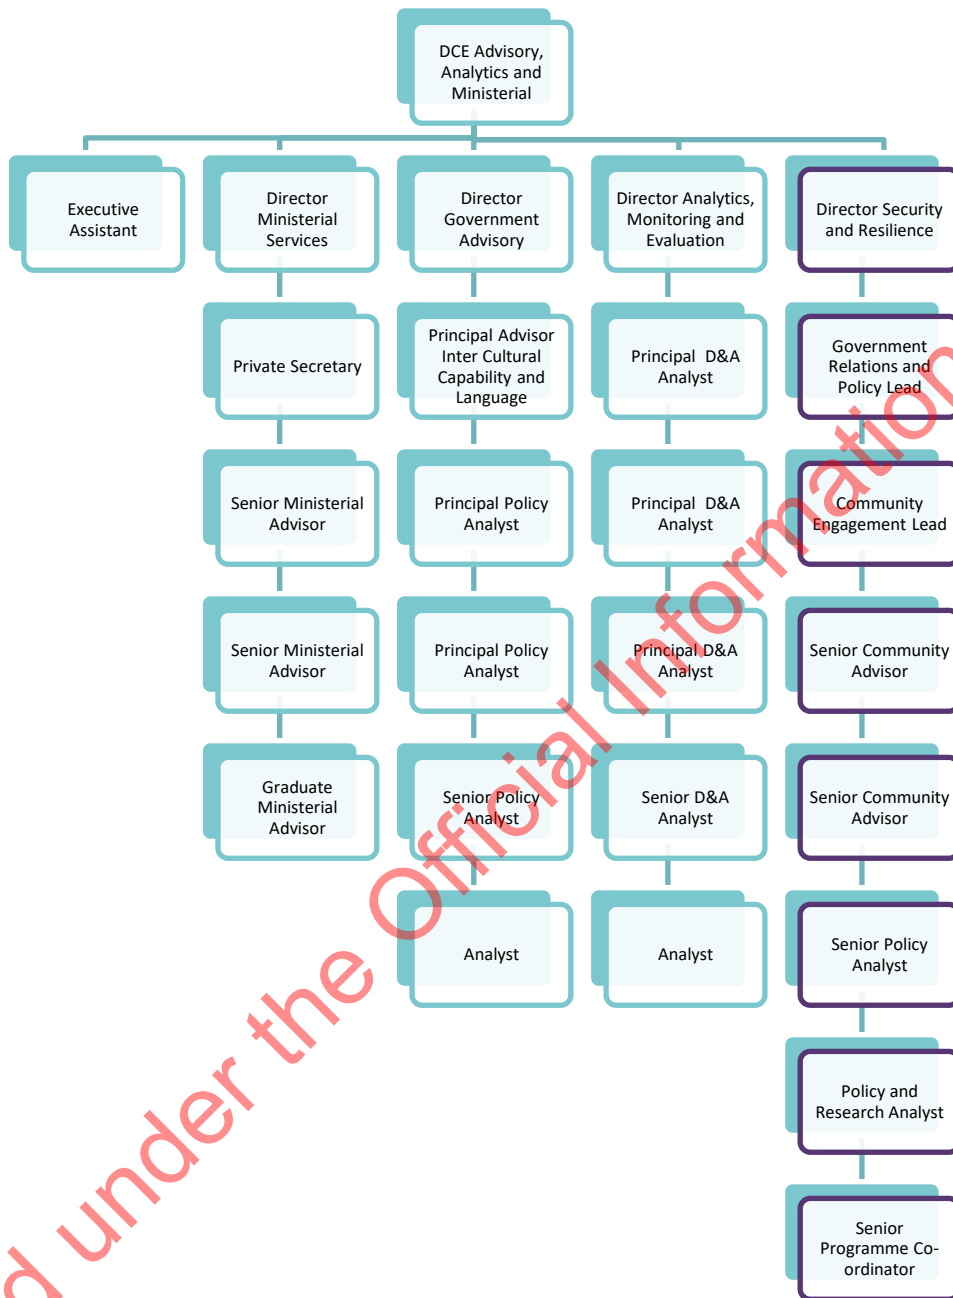 DCE Advisory,
Analytics and
Ministerial
Executive
Assistant
Director
Ministerial
Services
Director
Government
Advisory
Director Analytics,
Monitoring and
Evaluation
Director Security
and Resilience
Private Secretary
Principal Advisor
Inter Cultural
Capability and
Language
Principal D&A
Analyst
Government
Relations and
Policy Lead
Senior Ministerial
Advisor
Principal Policy
Analyst
Principal D&A
Analyst
Community
Engagement Lead
Senior Ministerial
Advisor
Principal Policy
Analyst
Principal D&A
Analyst
Senior Community
Advisor
Graduate
Ministerial
Advisor
Senior Policy
Analyst
Senior D&A
Analyst
Senior Community
Advisor
Analyst
Analyst
Senior Policy
Analyst
Policy and
Research Analyst
Senior
Programme Co-
ordinator
d under the Official Information